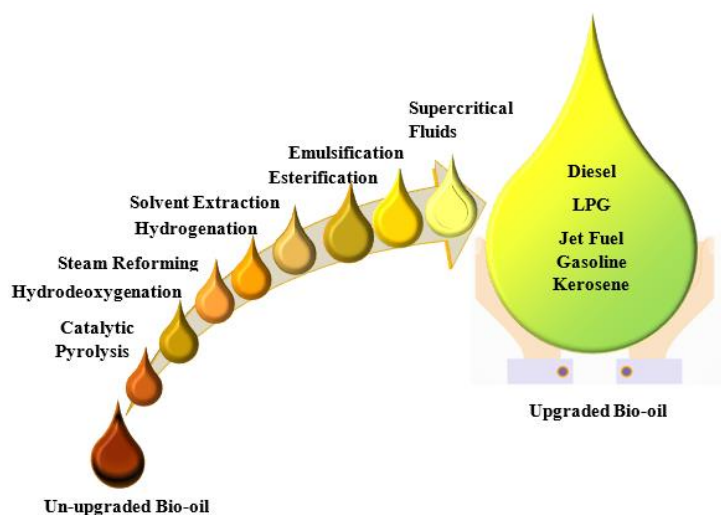 Supercritical
Fluids
Emulsification
Esterification
Solvent Extraction
Hydrogenation
Steam Reforming
Hydrodeoxygenation
Catalytic
Pyrolysis
Un-upgraded Bio-oil
Diesel
LPG
Jet Fuel
Gasoline
Kerosene
Upgraded Bio-oil